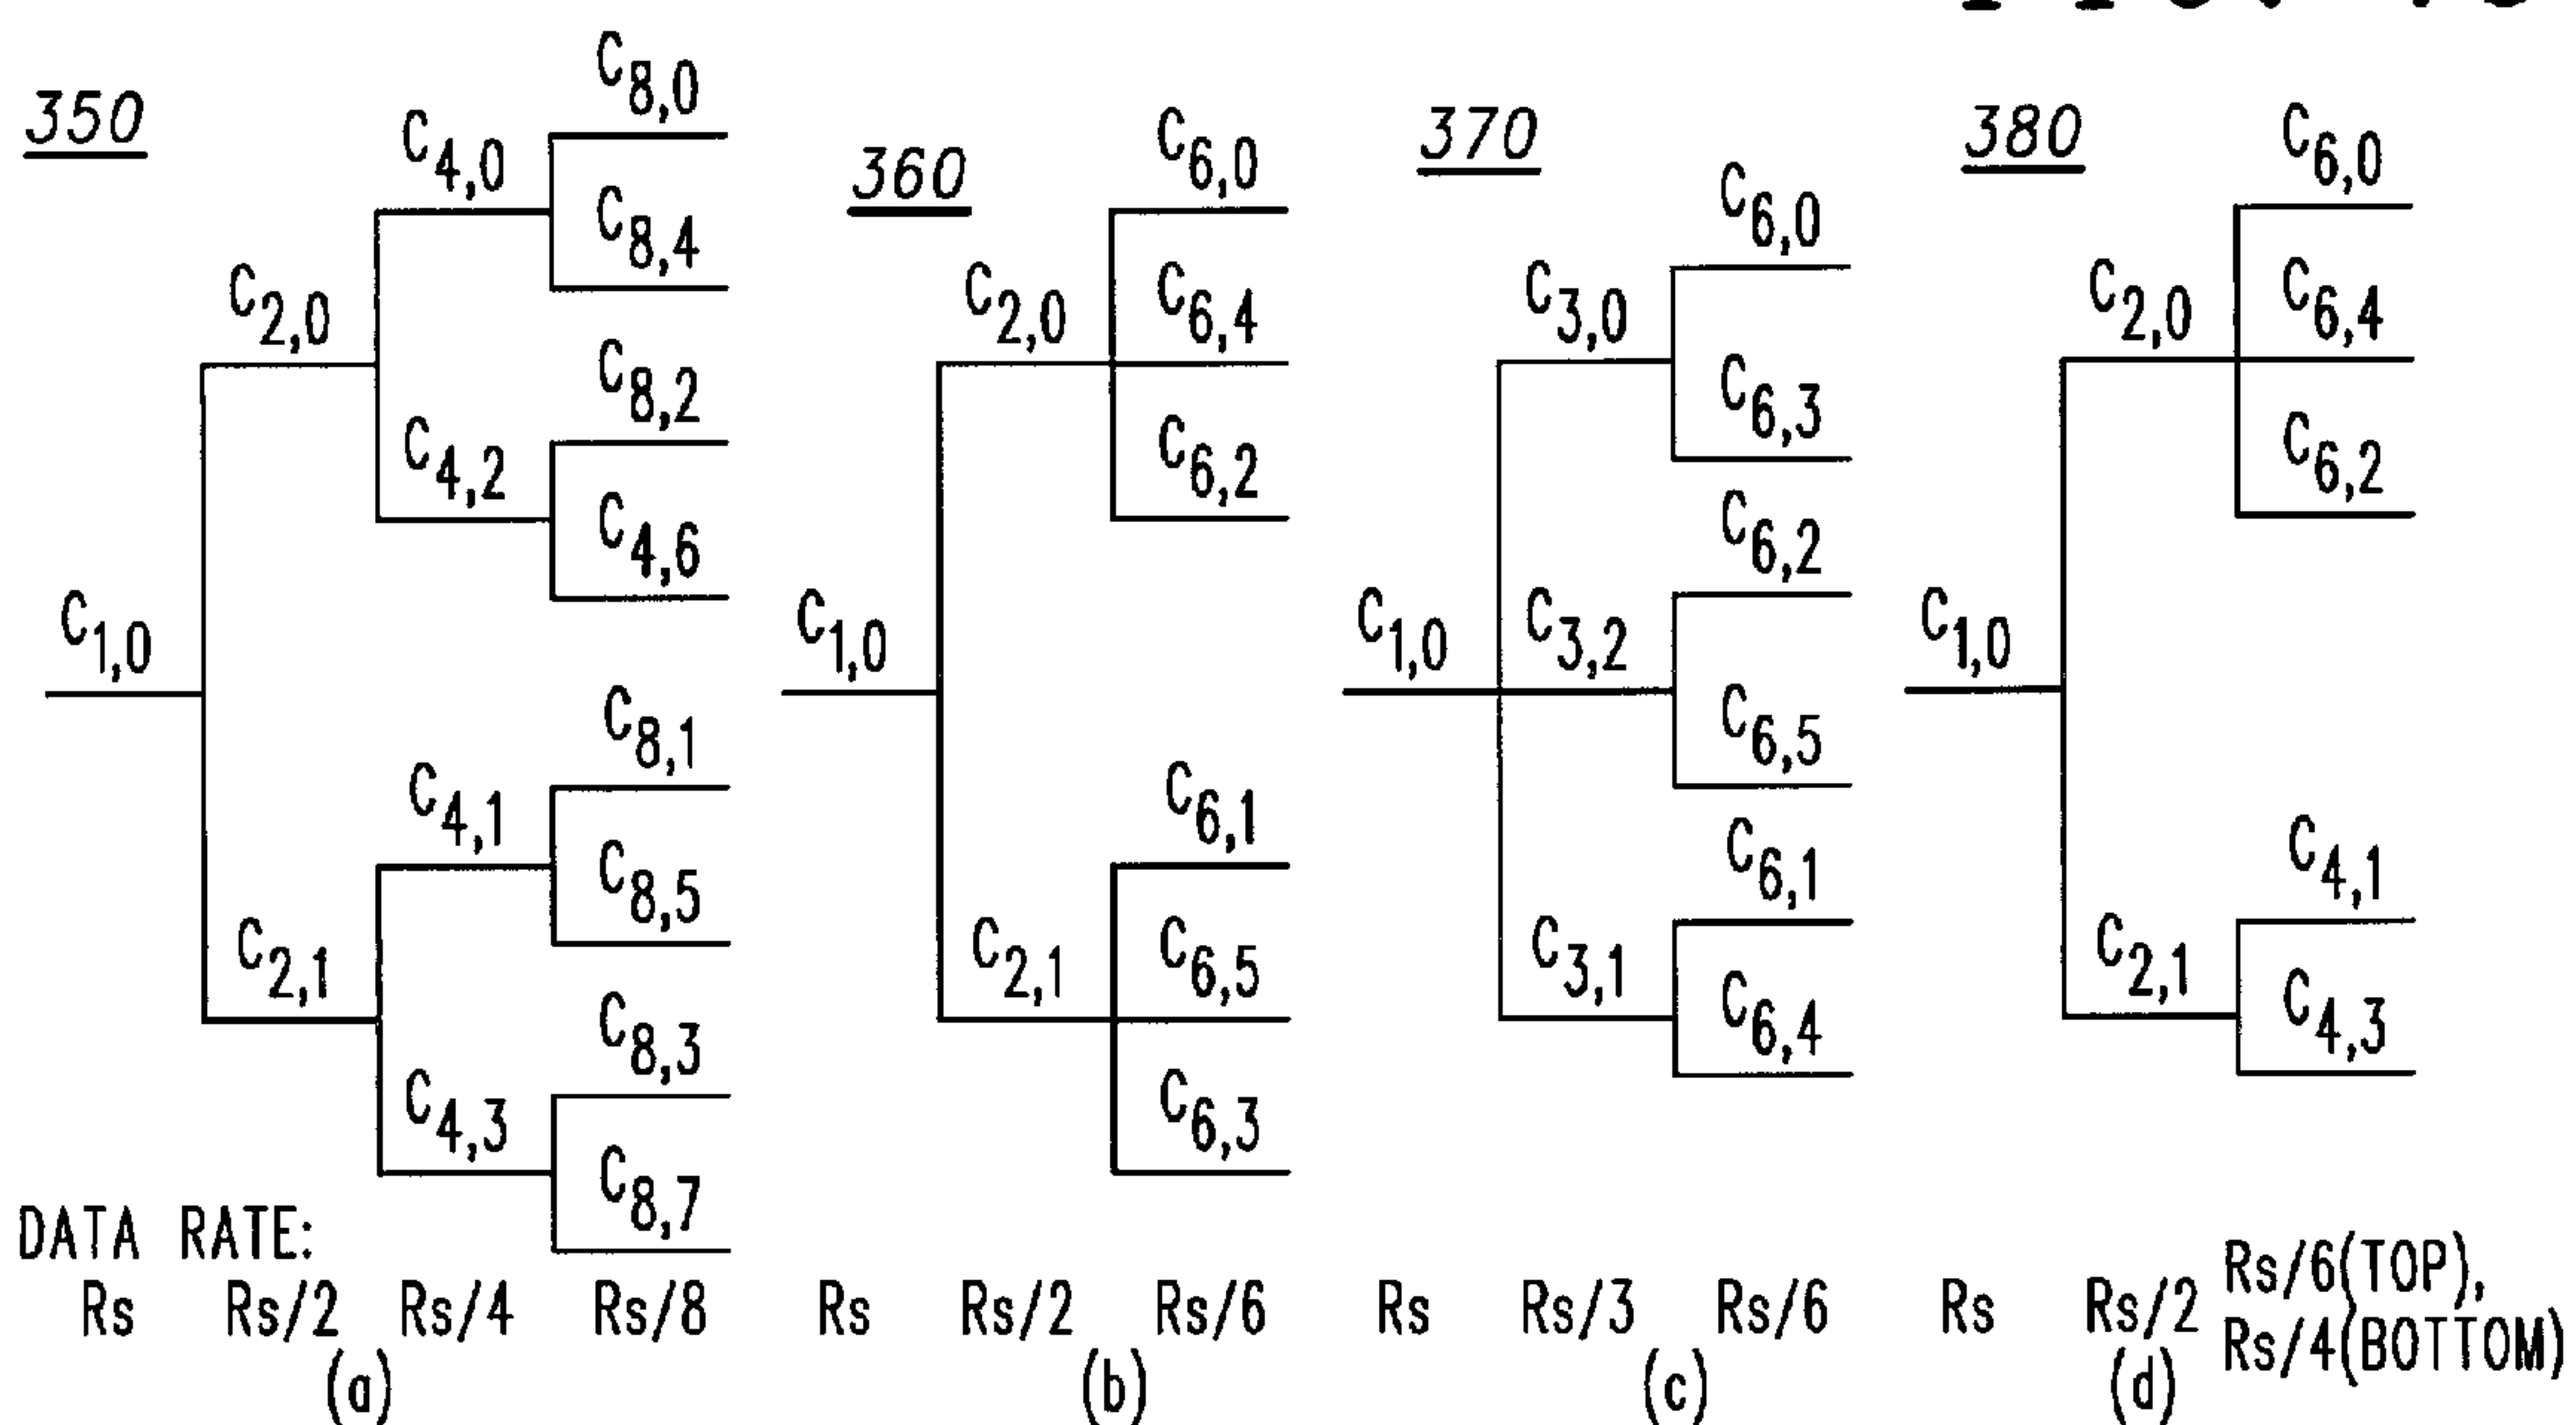 350
C8,0
C4,0
C8,4
C2,0
C8,2
C4,2
C4,6
C1,0
C8,1
C4,1
C8,5
C2,1
C8,3
C4,3
C8,7
DATA RATE:
Rs Rs/2 Rs/4 Rs/8
(a)
360
C6,0
C2,0
C6,4
C6,2
C1,0
C6,1
C2,1
C6,5
C6,3
Rs Rs/2 Rs/6
(b)
370
C6,0
C3,0
C6,3
C6,2
C1,0
C3,2
C6,5
C6,1
C3,1
C6,4
Rs Rs/3 Rs/6
(c)
380
C6,0
C2,0
C6,4
C6,2
C1,0
C4,1
C2,1
C4,3
Rs Rs/2 Rs/6(TOP),
Rs/4(BOTTOM)
(d)